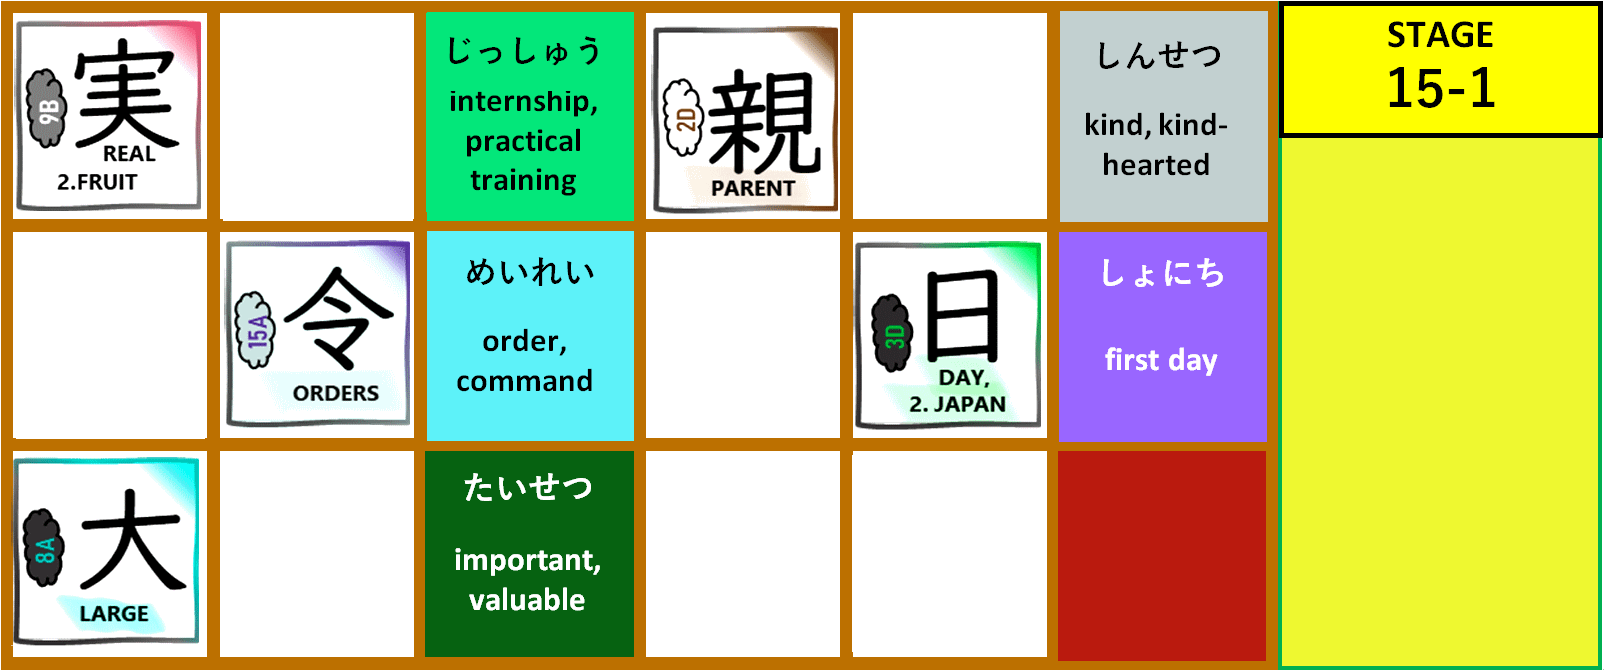 実
9B
REAL
2.FRUIT
じっしゅう
internship,
practical
training
親
2D
PARENT
しんせつ
kind, kind-
hearted
STAGE
15-1
令
15A
ORDERS
めいれい
order,
command
日
3D
DAY,
2. JAPAN
しょにち
first day
大
8A
LARGE
たいせつ
important,
valuable